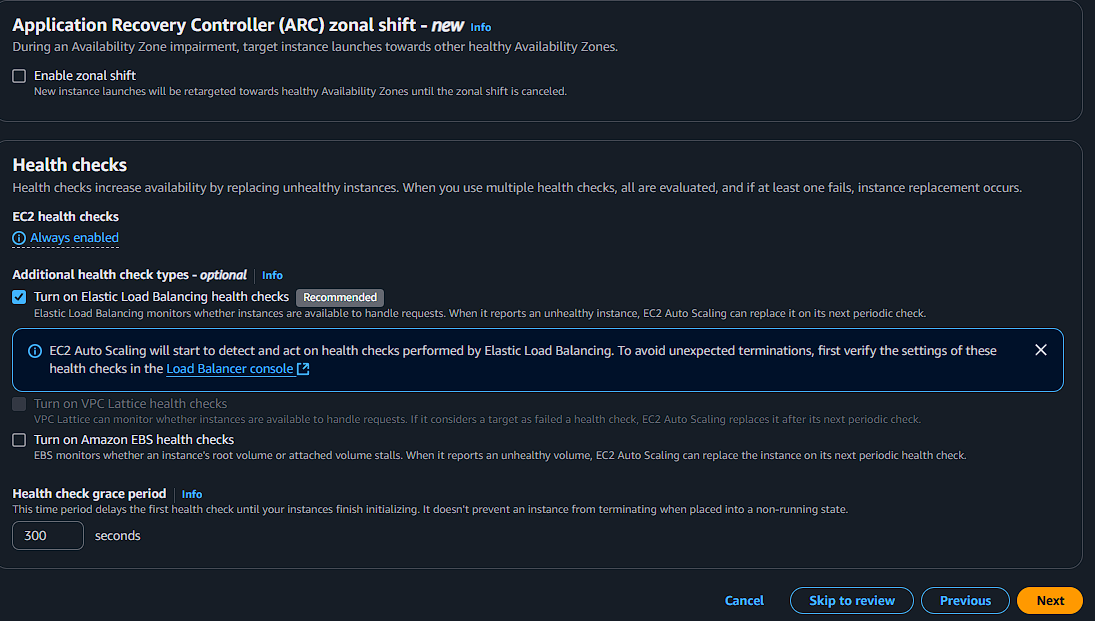 Application Recovery Controller (ARC) zonal shift - new Info
During an Availability Zone impairment, target instance launches towards other healthy Availability Zones.
Enable zonal shift
New instance launches will be retargeted towards healthy Availability Zones until the zonal shift is canceled.
Health checks
Health checks increase availability by replacing unhealthy instances. When you use multiple health checks, all are evaluated, and if at least one fails, instance replacement occurs.
EC2 health checks
Always enabled
Additional health check types - optional Info
Turn on Elastic Load Balancing health checks Recommended
Elastic Load Balancing monitors whether instances are available to handle requests. When it reports an unhealthy instance, EC2 Auto Scaling can replace it on its next periodic check.
EC2 Auto Scaling will start to detect and act on health checks performed by Elastic Load Balancing. To avoid unexpected terminations, first verify the settings of these
health checks in the Load Balancer console
Turn on VPC Lattice health checks
VPC Lattice can monitor whether instances are available to handle requests. If it considers a target as failed a health check, EC2 Auto Scaling replaces it after its next periodic check.
Turn on Amazon EBS health checks
EBS monitors whether an instance's root volume or attached volume stalls. When it reports an unhealthy volume, EC2 Auto Scaling can replace the instance on its next periodic health check.
Health check grace period Info
This time period delays the first health check until your instances finish initializing. It doesn't prevent an instance from terminating when placed into a non-running state.
300 seconds
Cancel Skip to review Previous Next